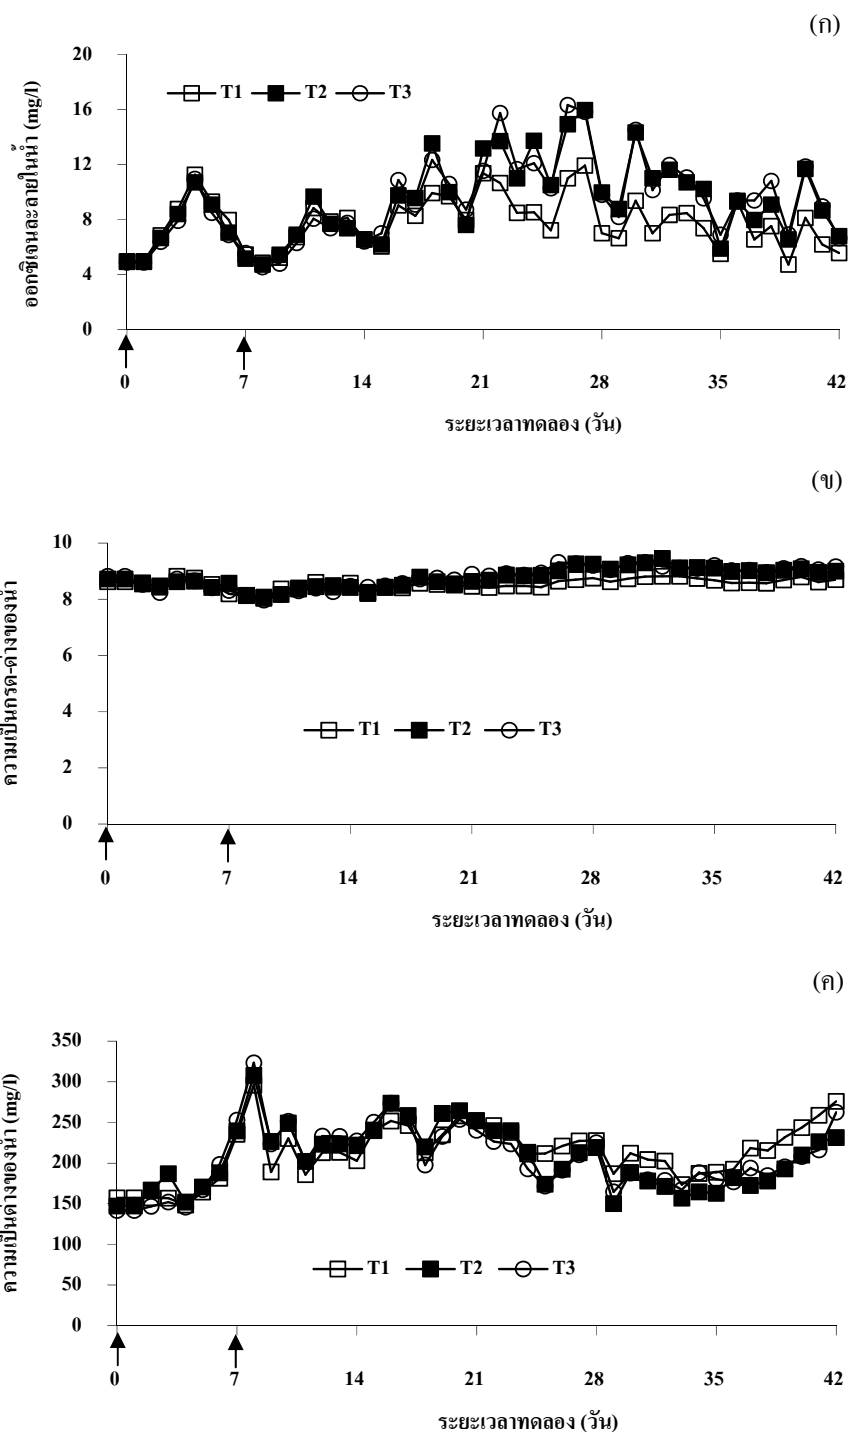 (ก)
ออกซิเจนละลายในน้ำ (mg/l)
20
16
12
8
4
0
T1 T2 T3
0 7 14 21 28 35 42
ระยะเวลาทดลอง (วัน)
(ข)
ความเป็นกรด-ด่างของน้ำ
10
8
6
4
2
0
T1 T2 T3
0 7 14 21 28 35 42
ระยะเวลาทดลอง (วัน)
(ค)
ความเป็นด่างของน้ำ (mg/l)
350
300
250
200
150
100
50
0
T1 T2 T3
0 7 14 21 28 35 42
ระยะเวลาทดลอง (วัน)